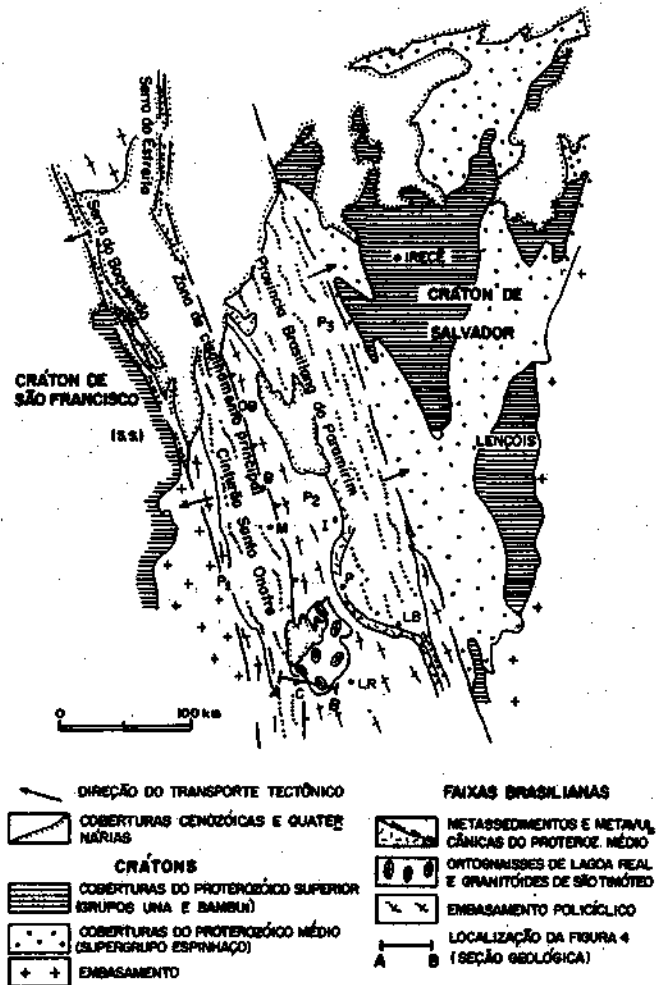 Serra do Estreito
Serra do Boqueirão
Zona de cavalgamento principal
Província Brasiliana do Paramirim
Cinturão Santo Onofre
IRECÊ
CRÁTON DE
SALVADOR
CRÁTON DE
SÃO FRANCISCO
(s.s.)
LENÇÓIS
P3
P2
P1
M
I
P
LB
LR
A
C
B
0 100 km
DIREÇÃO DO TRANSPORTE TECTÔNICO
COBERTURAS CENOZÓICAS E QUATER
NÁRIAS
CRÁTONS
COBERTURAS DO PROTEROZÓICO SUPERIOR
(GRUPOS UNA E BAMBUÍ)
COBERTURAS DO PROTEROZÓICO MÉDIO
(SUPERGRUPO ESPINHAÇO)
EMBASAMENTO
FAIXAS BRASILIANAS
METASSEDIMENTOS E METAVUL
CÂNICAS DO PROTEROZ. MÉDIO
ORTOGNAISSES DE LAGOA REAL
E GRANITÓIDES DE SÃO TIMÓTEO
EMBASAMENTO POLICÍCLICO
A B
LOCALIZAÇÃO DA FIGURA 4
(SEÇÃO GEOLÓGICA)